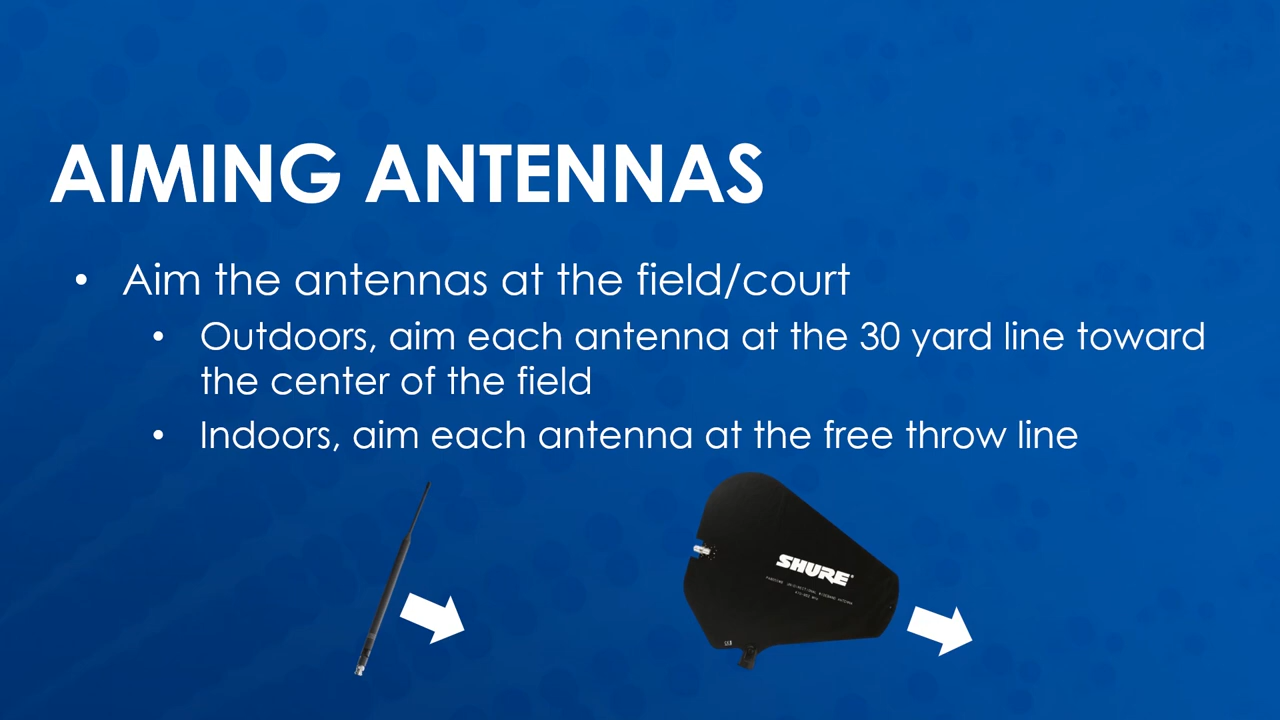 AIMING ANTENNAS
• Aim the antennas at the field/court
• Outdoors, aim each antenna at the 30 yard line toward
the center of the field
• Indoors, aim each antenna at the free throw line
SHURE